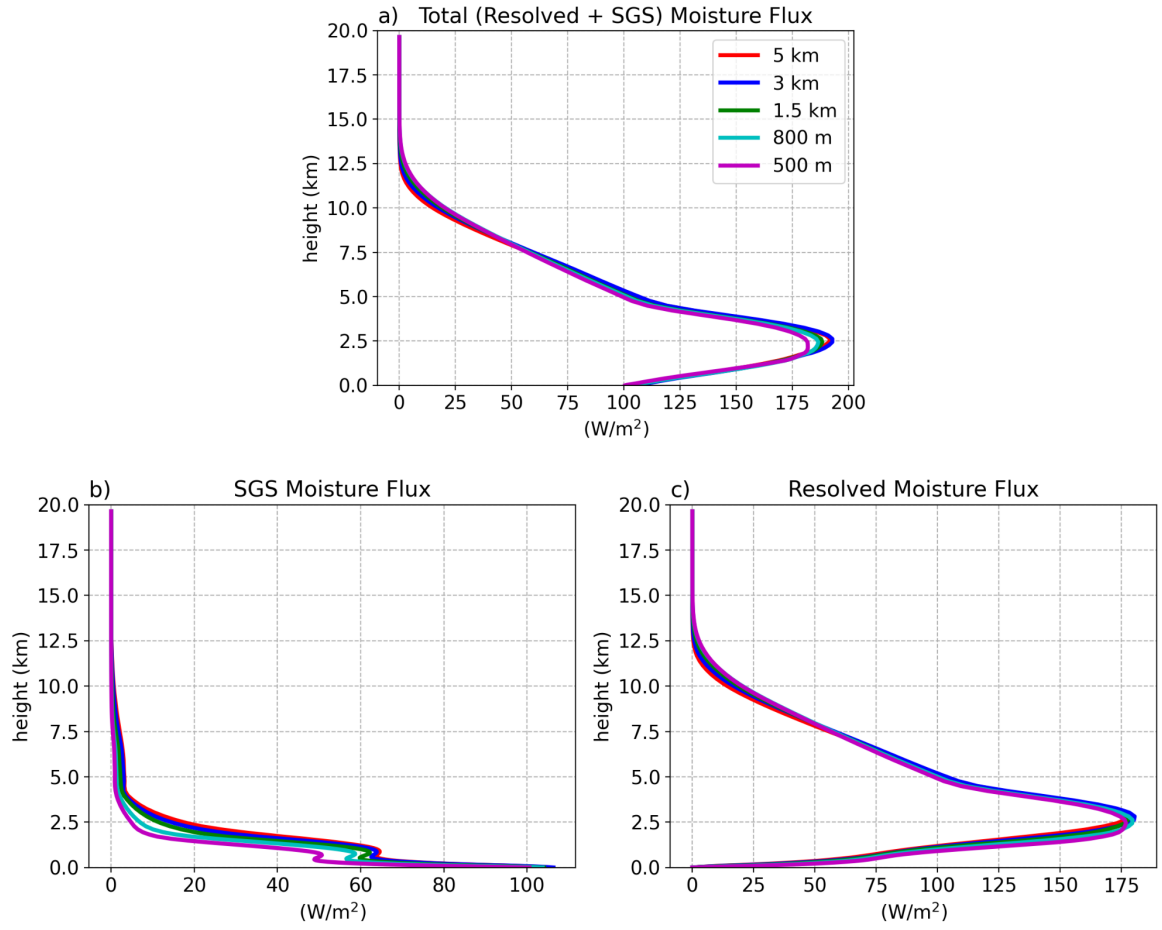 a) Total (Resolved + SGS) Moisture Flux
20.0
17.5
15.0
12.5
10.0
7.5
5.0
2.5
0.0
height (km)
5 km
3 km
1.5 km
800 m
500 m
0 25 50 75 100 125 150 175 200
(W/m²)
b) SGS Moisture Flux
20.0
17.5
15.0
12.5
10.0
7.5
5.0
2.5
0.0
height (km)
0 20 40 60 80 100
(W/m²)
c) Resolved Moisture Flux
20.0
17.5
15.0
12.5
10.0
7.5
5.0
2.5
0.0
height (km)
0 25 50 75 100 125 150 175
(W/m²)